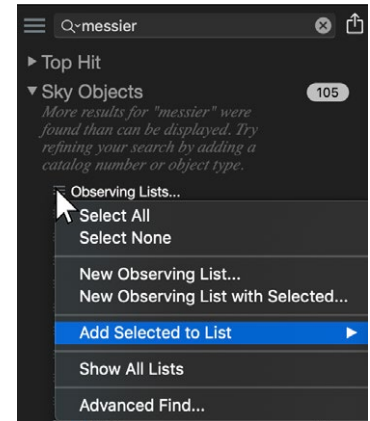 messier
Top Hit
Sky Objects 105
More results for "messier" were
found than can be displayed. Try
refining your search by adding a
catalog number or object type.
Observing Lists...
Select All
Select None
New Observing List...
New Observing List with Selected...
Add Selected to List
Show All Lists
Advanced Find...